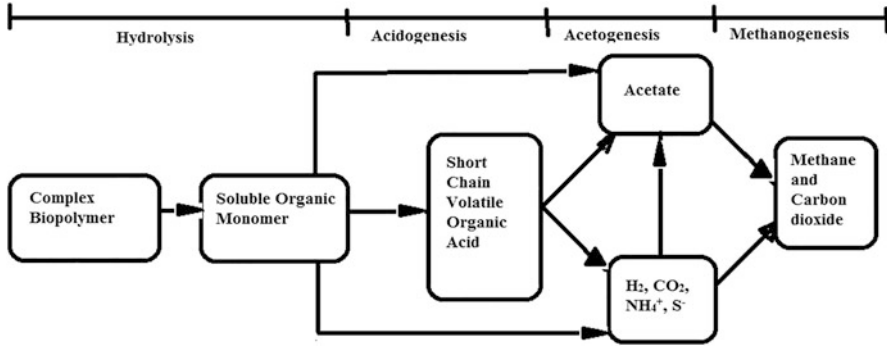 Hydrolysis
Acidogenesis
Acetogenesis
Methanogenesis
Complex
Biopolymer
Soluble Organic
Monomer
Short
Chain
Volatile
Organic
Acid
Acetate
H₂, CO₂,
NH₄⁺, S⁻
Methane
and
Carbon
dioxide